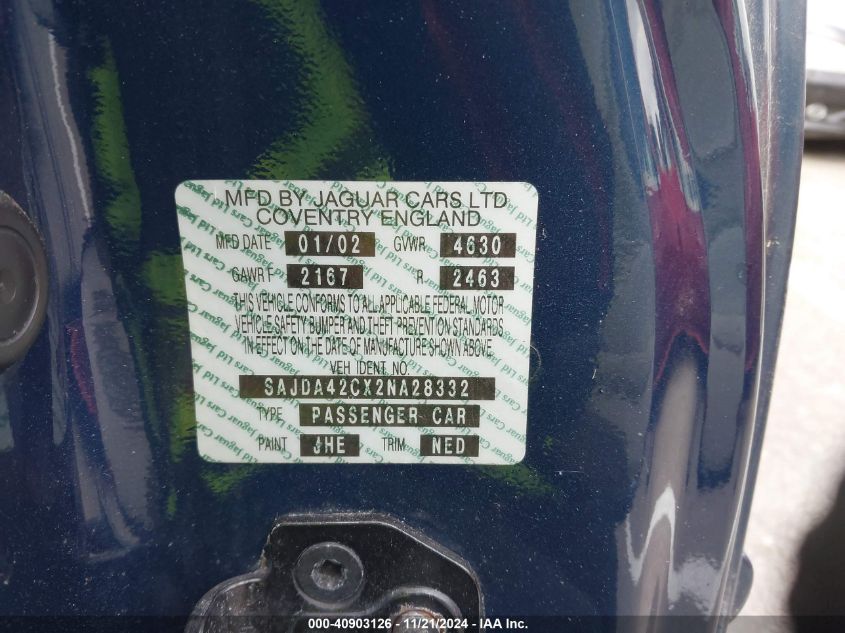 MFD BY JAGUAR CARS LTD
COVENTRY ENGLAND
MFD DATE 01/02 GVWR 4630
GAWR F 2167 R 2463
THIS VEHICLE CONFORMS TO ALL APPLICABLE FEDERAL MOTOR
VEHICLE SAFETY BUMPER AND THEFT PREVENTION STANDARDS
IN EFFECT ON THE DATE OF MANUFACTURE SHOWN ABOVE
VEH IDENT. NO.
SAJDA42CX2NA28332
TYPE PASSENGER CAR
PAINT JHE TRIM NED
000-40903126 - 11/21/2024 - IAA Inc.